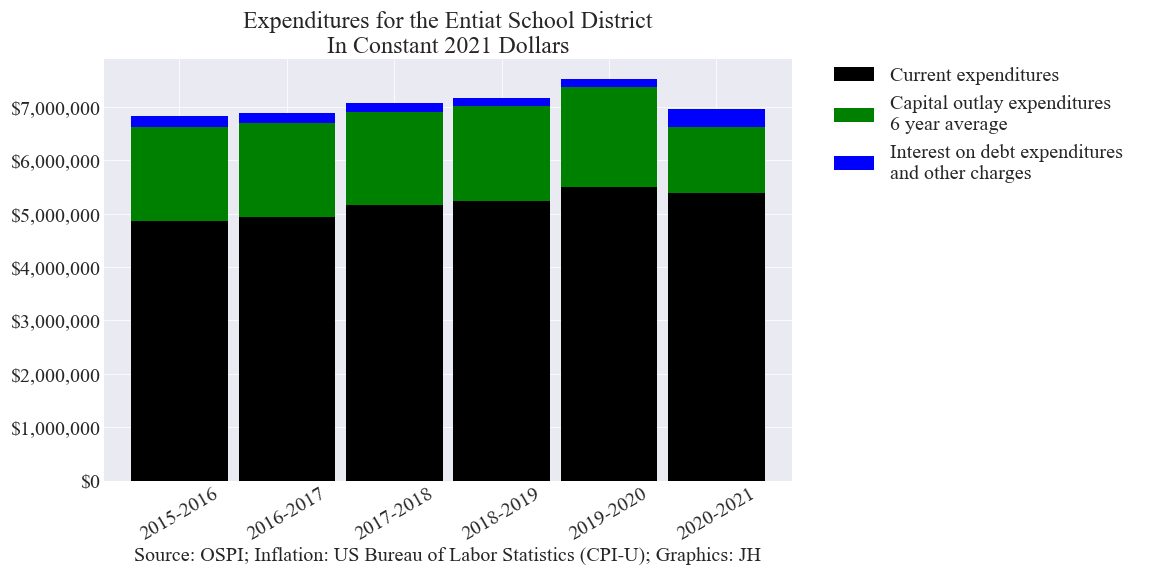 Expenditures for the Entiat School District
In Constant 2021 Dollars
Current expenditures
Capital outlay expenditures
6 year average
Interest on debt expenditures
and other charges
$7,000,000
$6,000,000
$5,000,000
$4,000,000
$3,000,000
$2,000,000
$1,000,000
$0
2015-2016
2016-2017
2017-2018
2018-2019
2019-2020
2020-2021
Source: OSPI; Inflation: US Bureau of Labor Statistics (CPI-U); Graphics: JH